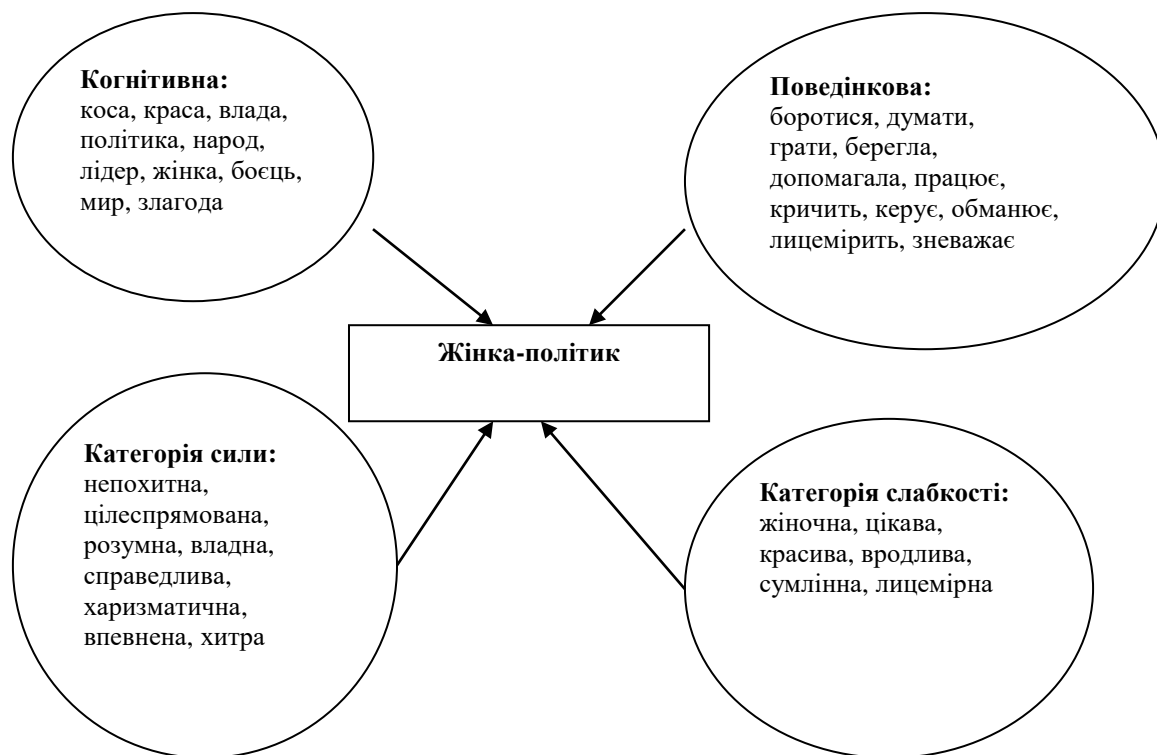 Когнітивна:
коса, краса, влада,
політика, народ,
лідер, жінка, боєць,
мир, злагода
Поведінкова:
боротися, думати,
грати, берегла,
допомагала, працює,
кричить, керує, обманює,
лицемірить, зневажає
Жінка-політик
Категорія сили:
непохитна,
цілеспрямована,
розумна, владна,
справедлива,
харизматична,
впевнена, хитра
Категорія слабкості:
жіночна, цікава,
красива, вродлива,
сумлінна, лицемірна